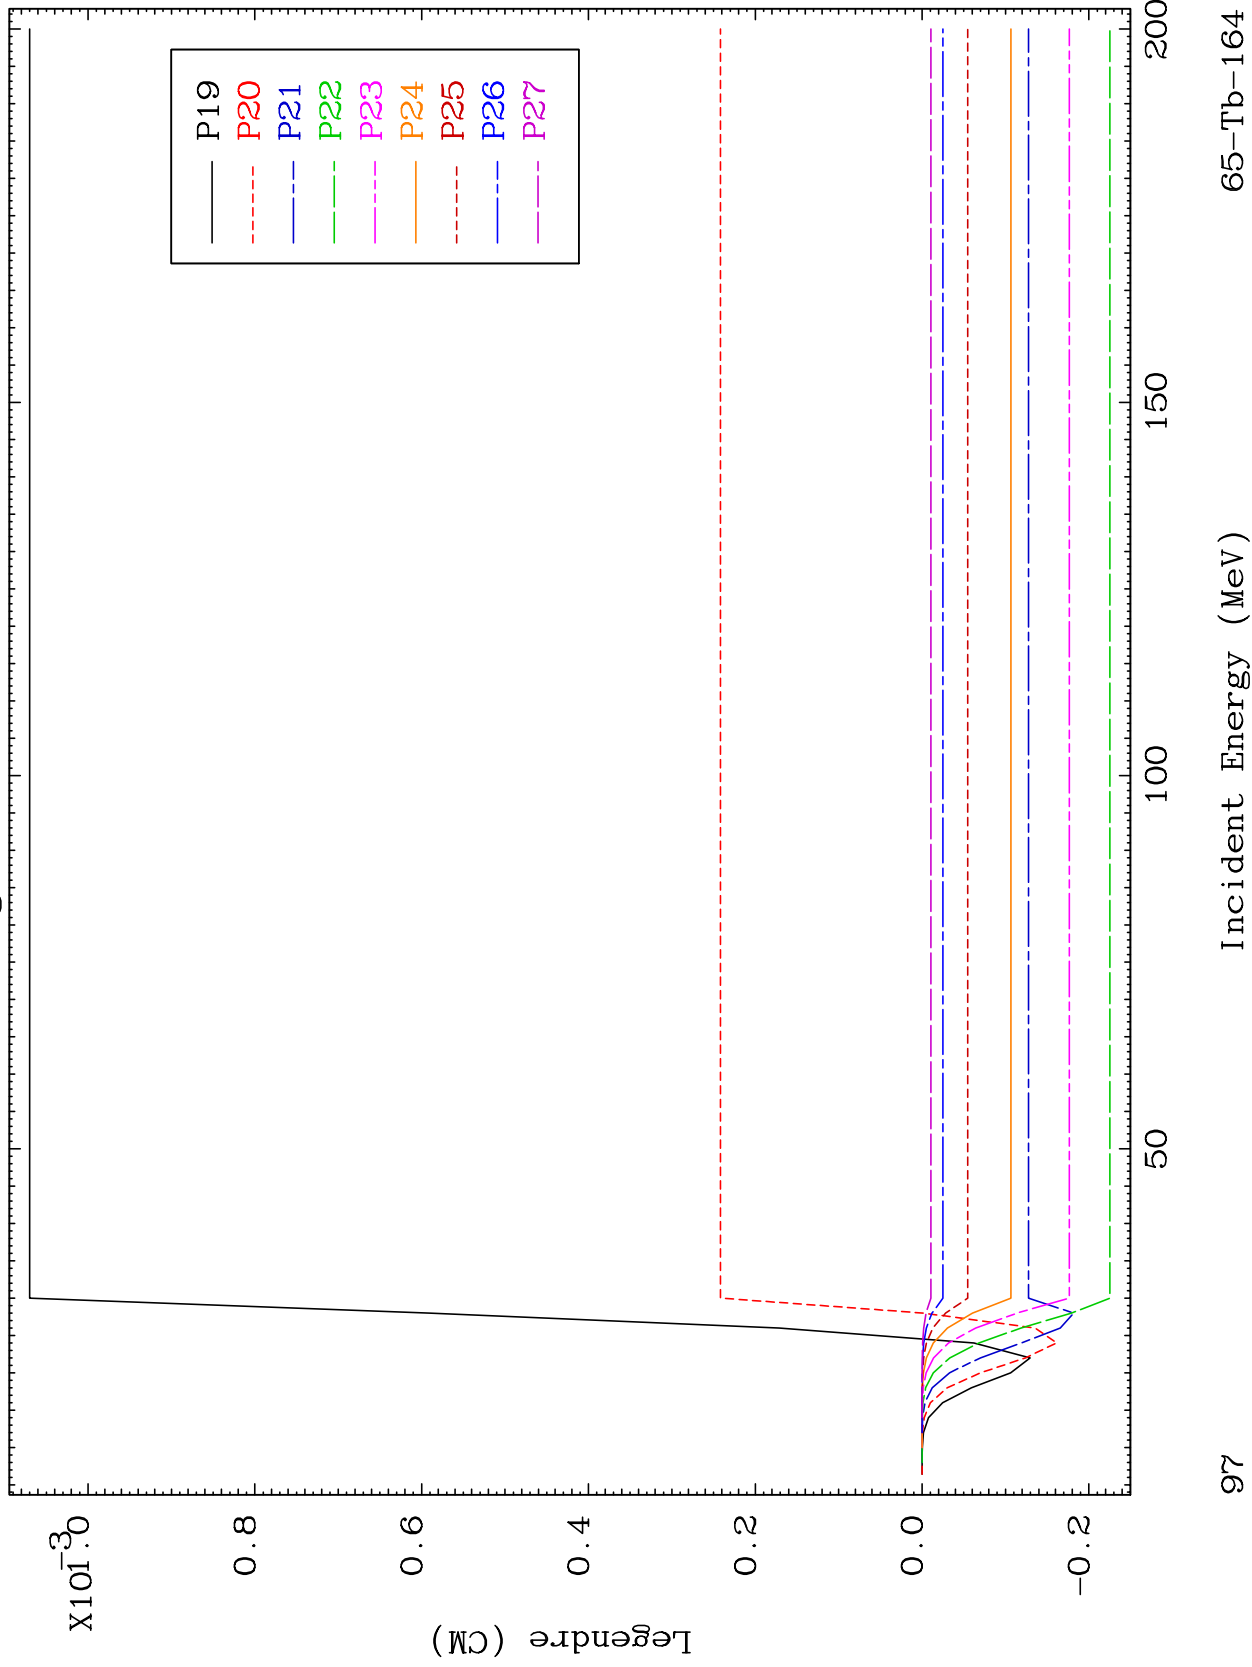 X10⁻³
1.0
0.8
0.6
0.4
0.2
0.0
-0.2
Legendre (CM)
P19
P20
P21
P22
P23
P24
P25
P26
P27
50
100
150
200
Incident Energy (MeV)
97
65-Tb-164